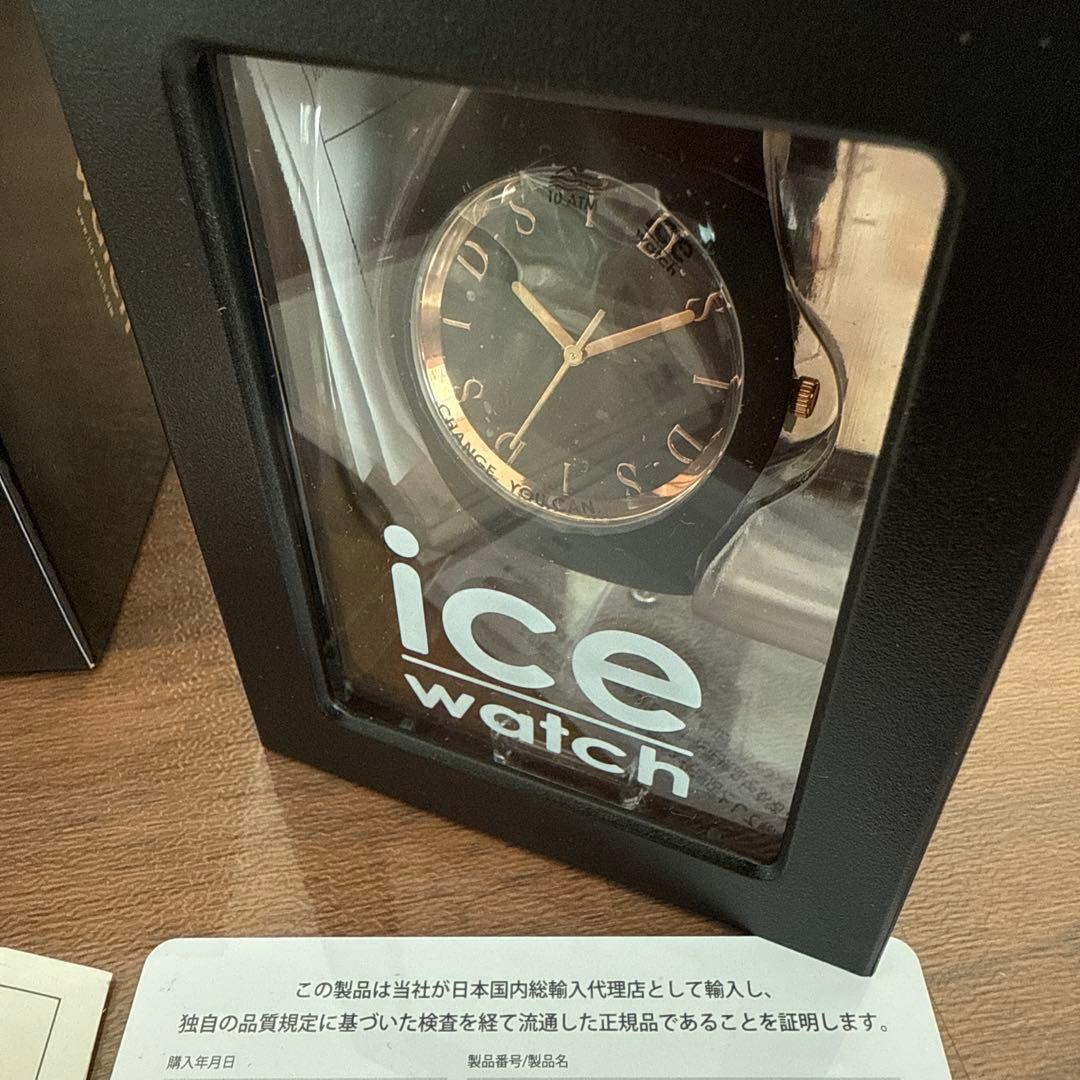 10 ATM
ice
watch
S I D S I D S I D S I D
CHANGE. YOU CAN.
ice
watch
この製品は当社が日本国内総輸入代理店として輸入し、
独自の品質規定に基づいた検査を経て流通した正規品であることを証明します。
購入年月日
製品番号/製品名